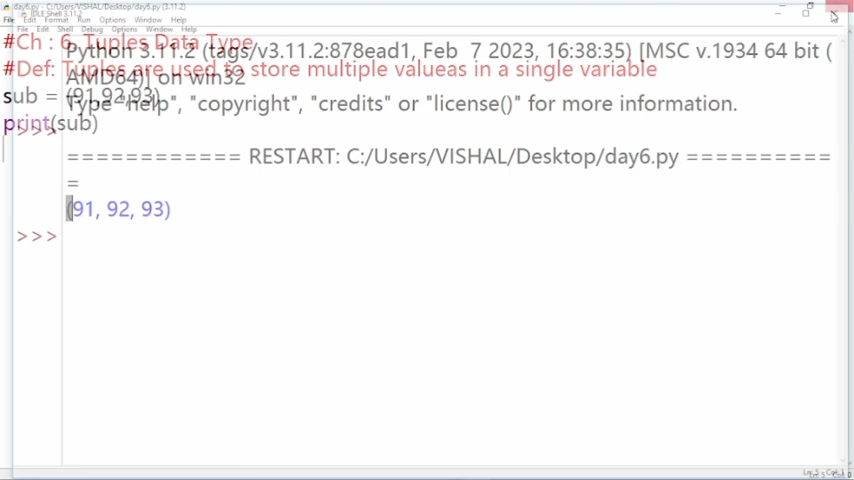 day6.py - C:/Users/VISHAL/Desktop/day6.py (3.11.2)
IDLE Shell 3.11.2
File Edit Format Run Options Window Help
File Edit Shell Debug Options Window Help
#Ch : 6 Tuples Data Type
#Def: Tuples are used to store multiple valueas in a single variable
sub = (91,92,93)
print(sub)
Python 3.11.2 (tags/v3.11.2:878ead1, Feb 7 2023, 16:38:35) [MSC v.1934 64 bit (
AMD64)] on win32
Type "help", "copyright", "credits" or "license()" for more information.
>>>
============ RESTART: C:/Users/VISHAL/Desktop/day6.py ===========
=
(91, 92, 93)
>>>
Ln: 5 Col: 0